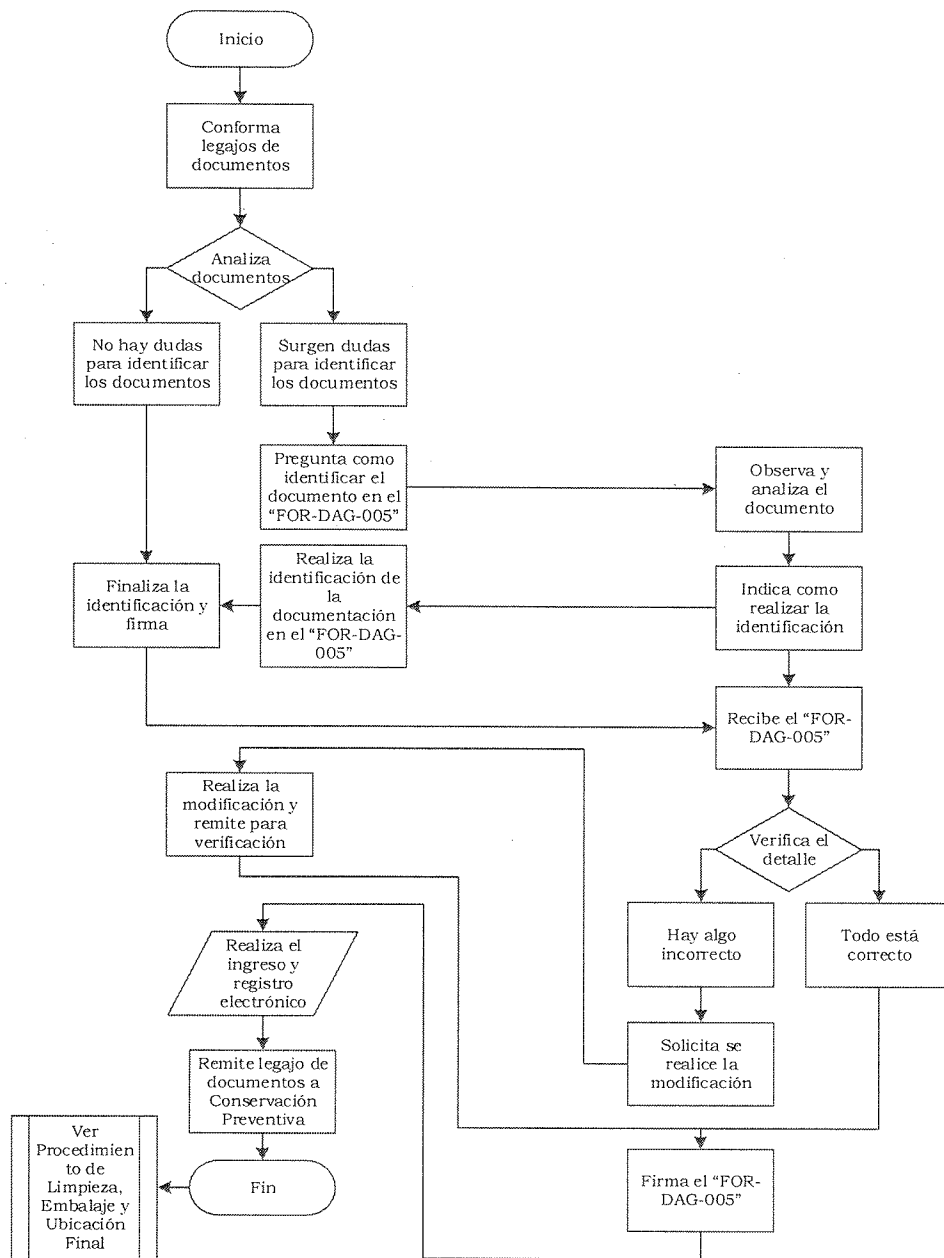 Inicio
Conforma
legajos de
documentos
Analiza
documentos
No hay dudas
para identificar
los documentos
Surgen dudas
para identificar
los documentos
Pregunta como
identificar el
documento en el
“FOR-DAG-005”
Observa y
analiza el
documento
Indica como
realizar la
identificación
Realiza la
identificación de
la
documentación
en el “FOR-DAG-
005”
Finaliza la
identificación y
firma
Recibe el “FOR-
DAG-005”
Verifica el
detalle
Hay algo
incorrecto
Todo está
correcto
Solicita se
realice la
modificación
Realiza la
modificación y
remite para
verificación
Firma el “FOR-
DAG-005”
Realiza el
ingreso y
registro
electrónico
Remite legajo de
documentos a
Conservación
Preventiva
Fin
Ver
Procedimien
to de
Limpieza,
Embalaje y
Ubicación
Final